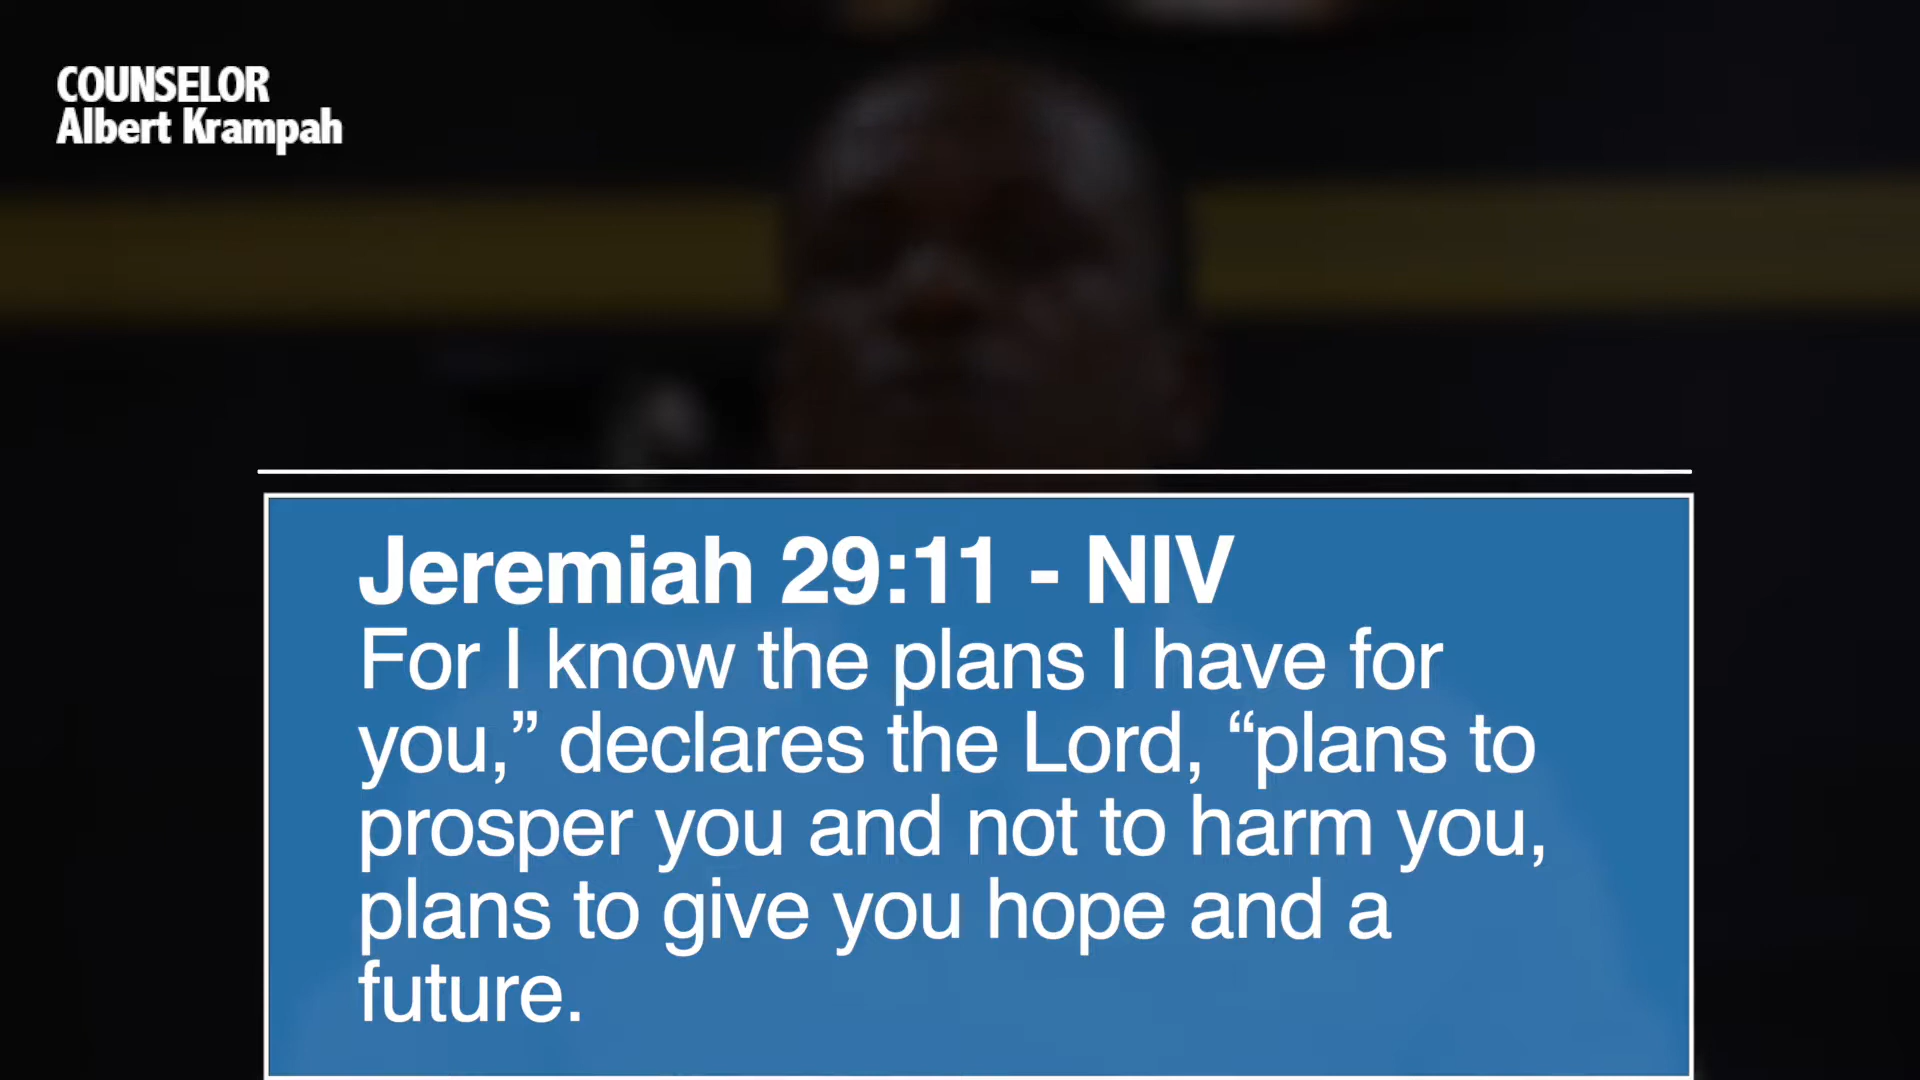 COUNSELOR
Albert Krampah
Jeremiah 29:11 - NIV
For I know the plans I have for
you,” declares the Lord, “plans to
prosper you and not to harm you,
plans to give you hope and a
future.